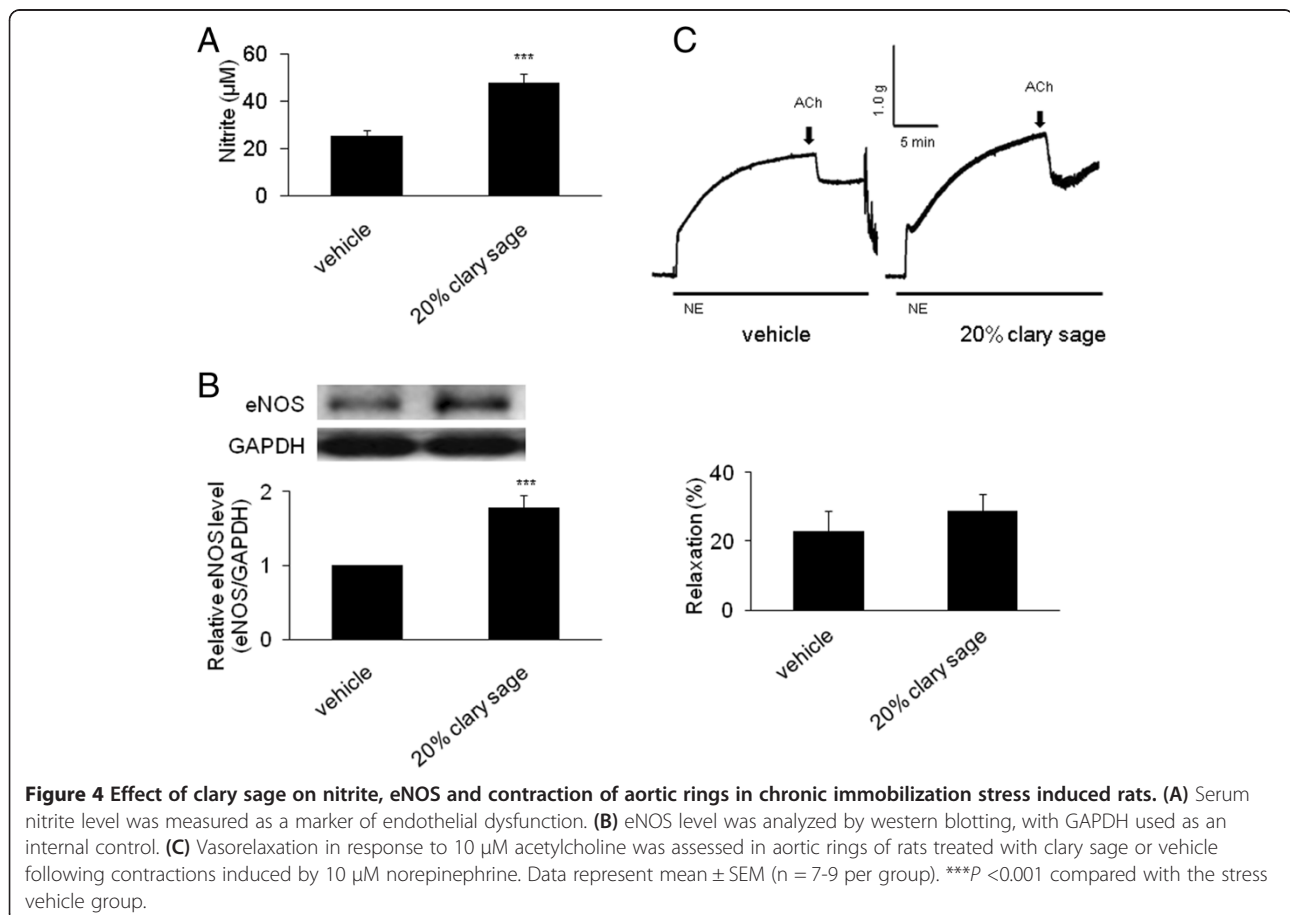 A
Nitrite (µM)
60
40
20
0
***
vehicle
20% clary sage
C
1.0 g
5 min
ACh
ACh
NE
NE
vehicle
20% clary sage
B
eNOS
GAPDH
Relative eNOS level
(eNOS/GAPDH)
2
1
0
***
vehicle
20% clary sage
Relaxation (%)
40
20
0
vehicle
20% clary sage
Figure 4 Effect of clary sage on nitrite, eNOS and contraction of aortic rings in chronic immobilization stress induced rats. (A) Serum
nitrite level was measured as a marker of endothelial dysfunction. (B) eNOS level was analyzed by western blotting, with GAPDH used as an
internal control. (C) Vasorelaxation in response to 10 µM acetylcholine was assessed in aortic rings of rats treated with clary sage or vehicle
following contractions induced by 10 µM norepinephrine. Data represent mean ± SEM (n = 7-9 per group). ***P <0.001 compared with the stress
vehicle group.